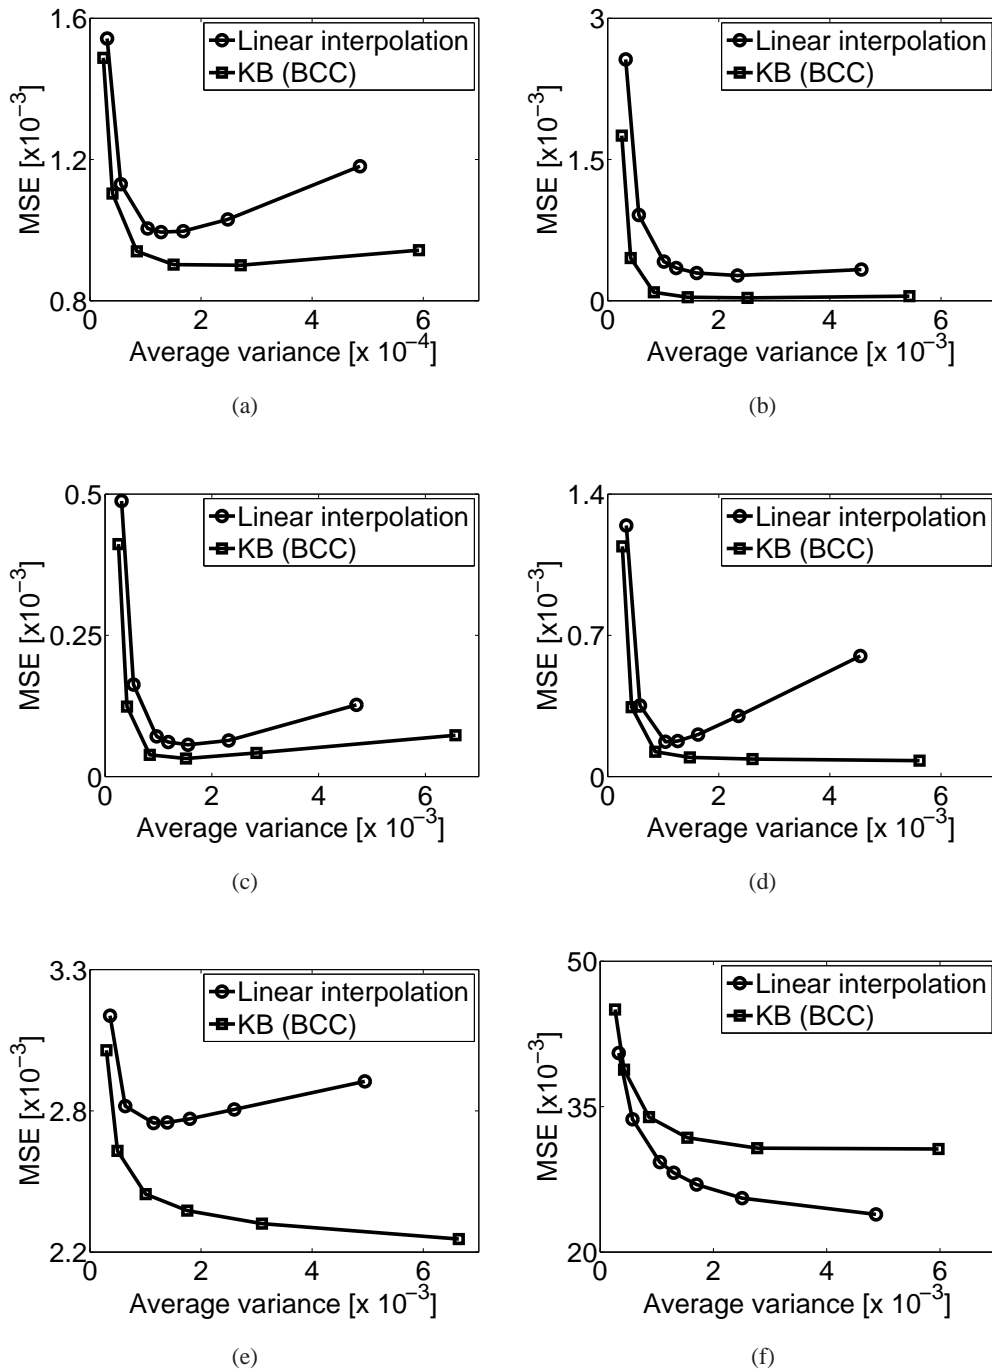 1.6
1.2
0.8
MSE [x10⁻³]
Linear interpolation
KB (BCC)
0 2 4 6
Average variance [x 10⁻⁴]
(a)
3
1.5
0
MSE [x10⁻³]
Linear interpolation
KB (BCC)
0 2 4 6
Average variance [x 10⁻³]
(b)
0.5
0.25
0
MSE [x10⁻³]
Linear interpolation
KB (BCC)
0 2 4 6
Average variance [x 10⁻³]
(c)
1.4
0.7
0
MSE [x10⁻³]
Linear interpolation
KB (BCC)
0 2 4 6
Average variance [x 10⁻³]
(d)
3.3
2.8
2.2
MSE [x10⁻³]
Linear interpolation
KB (BCC)
0 2 4 6
Average variance [x 10⁻³]
(e)
50
35
20
MSE [x10⁻³]
Linear interpolation
KB (BCC)
0 2 4 6
Average variance [x 10⁻³]
(f)